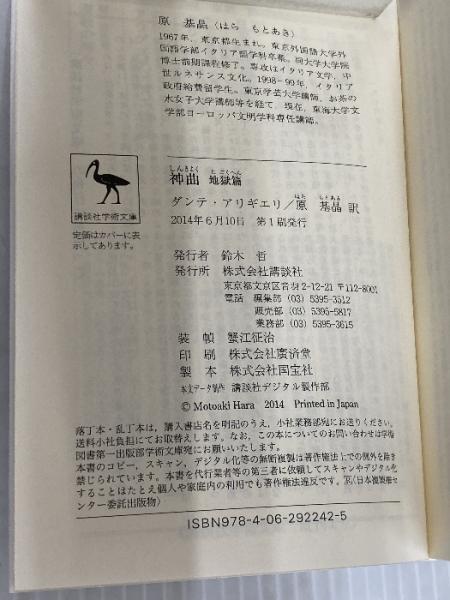 原 基晶(はら もとあき)
1967年、東京都生まれ。東京外国語大学外
国語学部イタリア語学科卒業。同大学大学院
博士前期課程修了。専攻はイタリア文学、中
世ルネサンス文化。1998-99年、イタリア
政府給費留学生。東京学芸大学講師、お茶の
水女子大学講師等を経て、現在、東海大学文
学部ヨーロッパ文明学科専任講師。
講談社学術文庫
定価はカバーに表
示してあります。
しんきょく じごくへん
神曲 地獄篇
ダンテ・アリギエリ/原 基晶 訳
はら もとあき
2014年6月10日 第1刷発行
発行者 鈴木 哲
発行所 株式会社講談社
東京都文京区音羽 2-12-21 〒112-8001
電話 編集部 (03) 5395-3512
販売部 (03) 5395-5817
業務部 (03) 5395-3615
装 幀 蟹江征治
印 刷 株式会社廣済堂
製 本 株式会社国宝社
本文データ制作 講談社デジタル製作部
© Motoaki Hara 2014 Printed in Japan
落丁本・乱丁本は、購入書店名を明記のうえ、小社業務部宛にお送りください。
送料小社負担にてお取替えします。なお、この本についてのお問い合わせは学術
図書第一出版部学術文庫宛にお願いいたします。
本書のコピー、スキャン、デジタル化等の無断複製は著作権法上での例外を除き
禁じられています。本書を代行業者等の第三者に依頼してスキャンやデジタル化
することはたとえ個人や家庭内の利用でも著作権法違反です。Ⓡ〈日本複製権セ
ンター委託出版物〉
ISBN978-4-06-292242-5